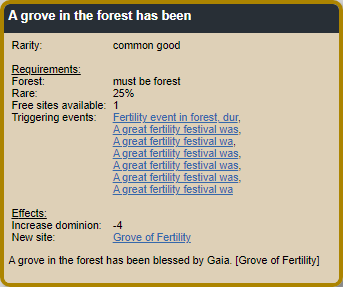 A grove in the forest has been
Rarity: common good
Requirements:
Forest: must be forest
Rare: 25%
Free sites available: 1
Triggering events: Fertility event in forest, dur,
A great fertility festival was,
A great fertility festival wa,
A great fertility festival was,
A great fertility festival was,
A great fertility festival was,
A great fertility festival wa
Effects:
Increase dominion: -4
New site: Grove of Fertility
A grove in the forest has been blessed by Gaia. [Grove of Fertility]